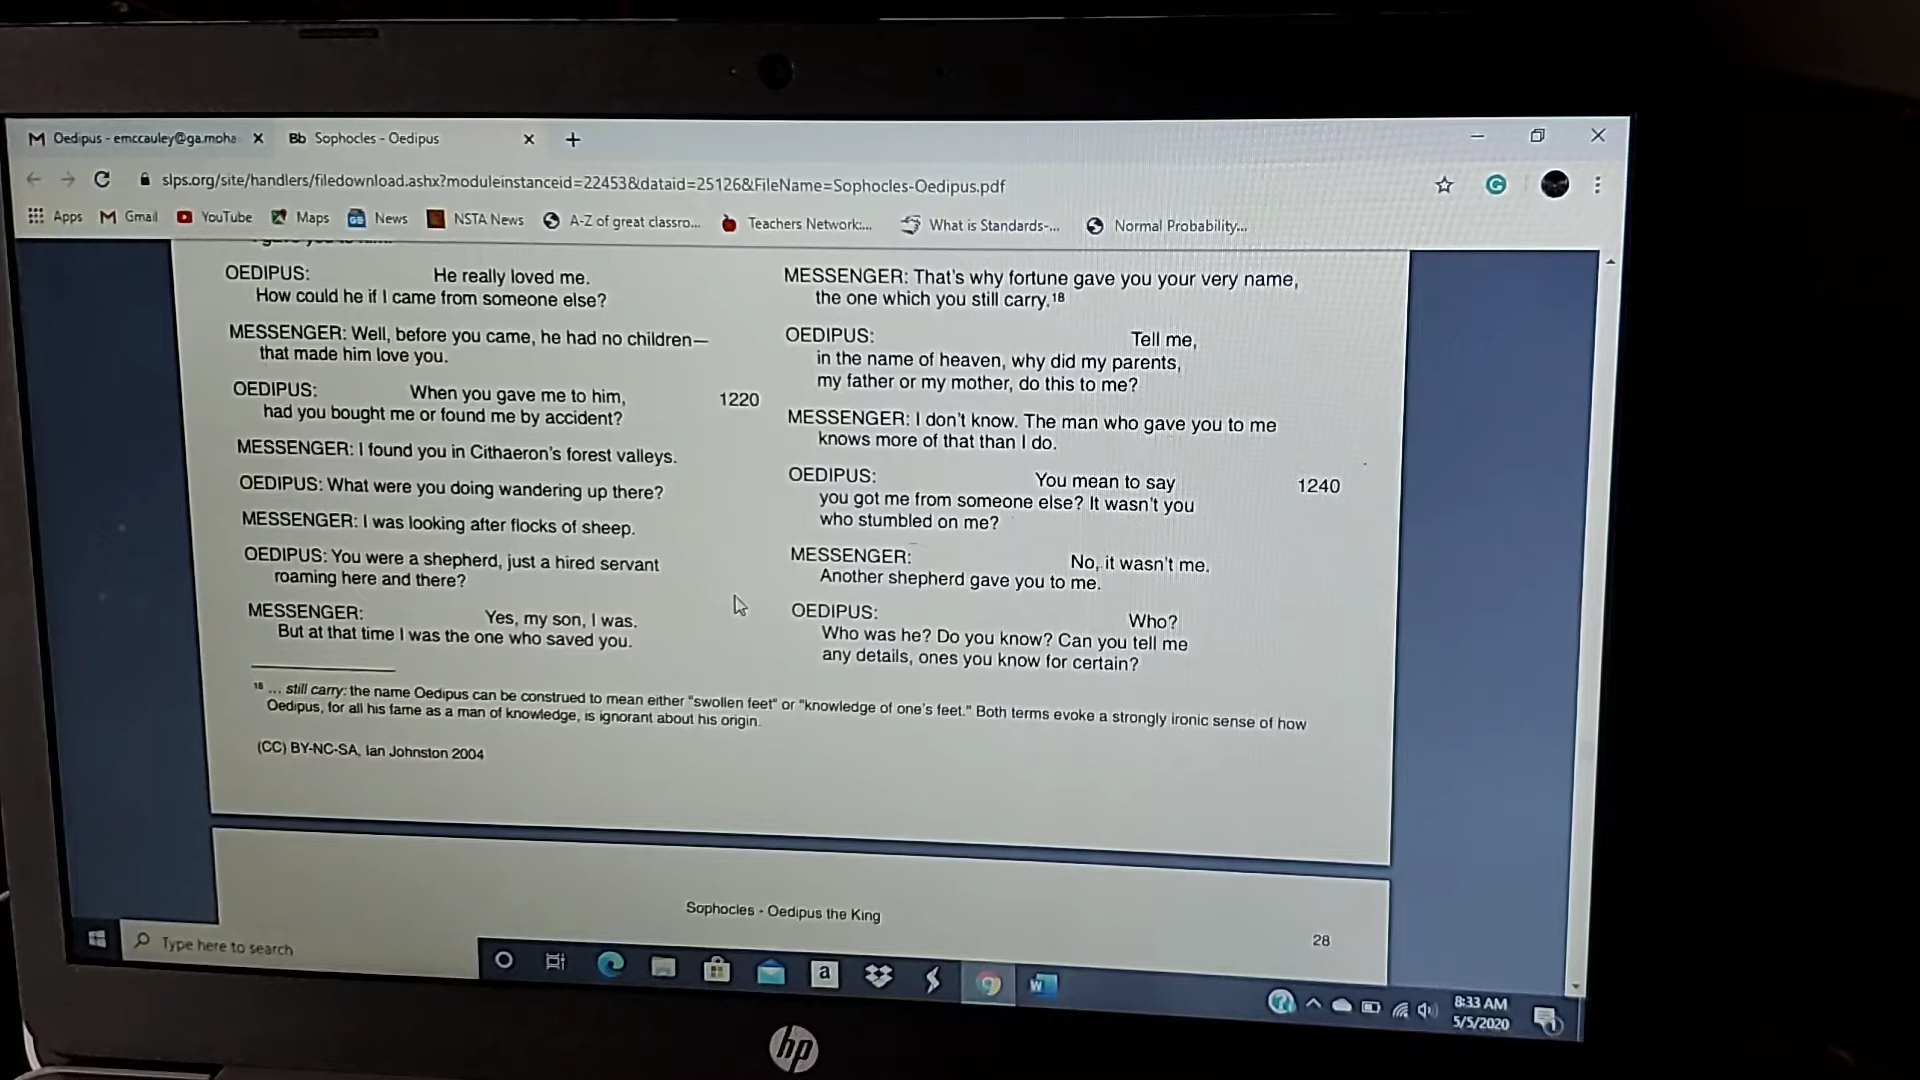 Oedipus - emccauley@ga.moha
Sophocles - Oedipus
slps.org/site/handlers/filedownload.ashx?moduleinstanceid=22453&dataid=25126&FileName=Sophocles-Oedipus.pdf
Apps Gmail YouTube Maps News NSTA News A-Z of great classro... Teachers Network:... What is Standards-... Normal Probability...
OEDIPUS: He really loved me.
How could he if I came from someone else?
MESSENGER: Well, before you came, he had no children—
that made him love you.
OEDIPUS: When you gave me to him, 1220
had you bought me or found me by accident?
MESSENGER: I found you in Cithaeron's forest valleys.
OEDIPUS: What were you doing wandering up there?
MESSENGER: I was looking after flocks of sheep.
OEDIPUS: You were a shepherd, just a hired servant
roaming here and there?
MESSENGER: Yes, my son, I was.
But at that time I was the one who saved you.
MESSENGER: That's why fortune gave you your very name,
the one which you still carry.18
OEDIPUS: Tell me,
in the name of heaven, why did my parents,
my father or my mother, do this to me?
MESSENGER: I don't know. The man who gave you to me
knows more of that than I do.
OEDIPUS: You mean to say 1240
you got me from someone else? It wasn't you
who stumbled on me?
MESSENGER: No, it wasn't me.
Another shepherd gave you to me.
OEDIPUS: Who?
Who was he? Do you know? Can you tell me
any details, ones you know for certain?
18 ... still carry: the name Oedipus can be construed to mean either "swollen feet" or "knowledge of one's feet." Both terms evoke a strongly ironic sense of how
Oedipus, for all his fame as a man of knowledge, is ignorant about his origin.
(CC) BY-NC-SA, Ian Johnston 2004
Sophocles - Oedipus the King
28
Type here to search
8:33 AM
5/5/2020
hp